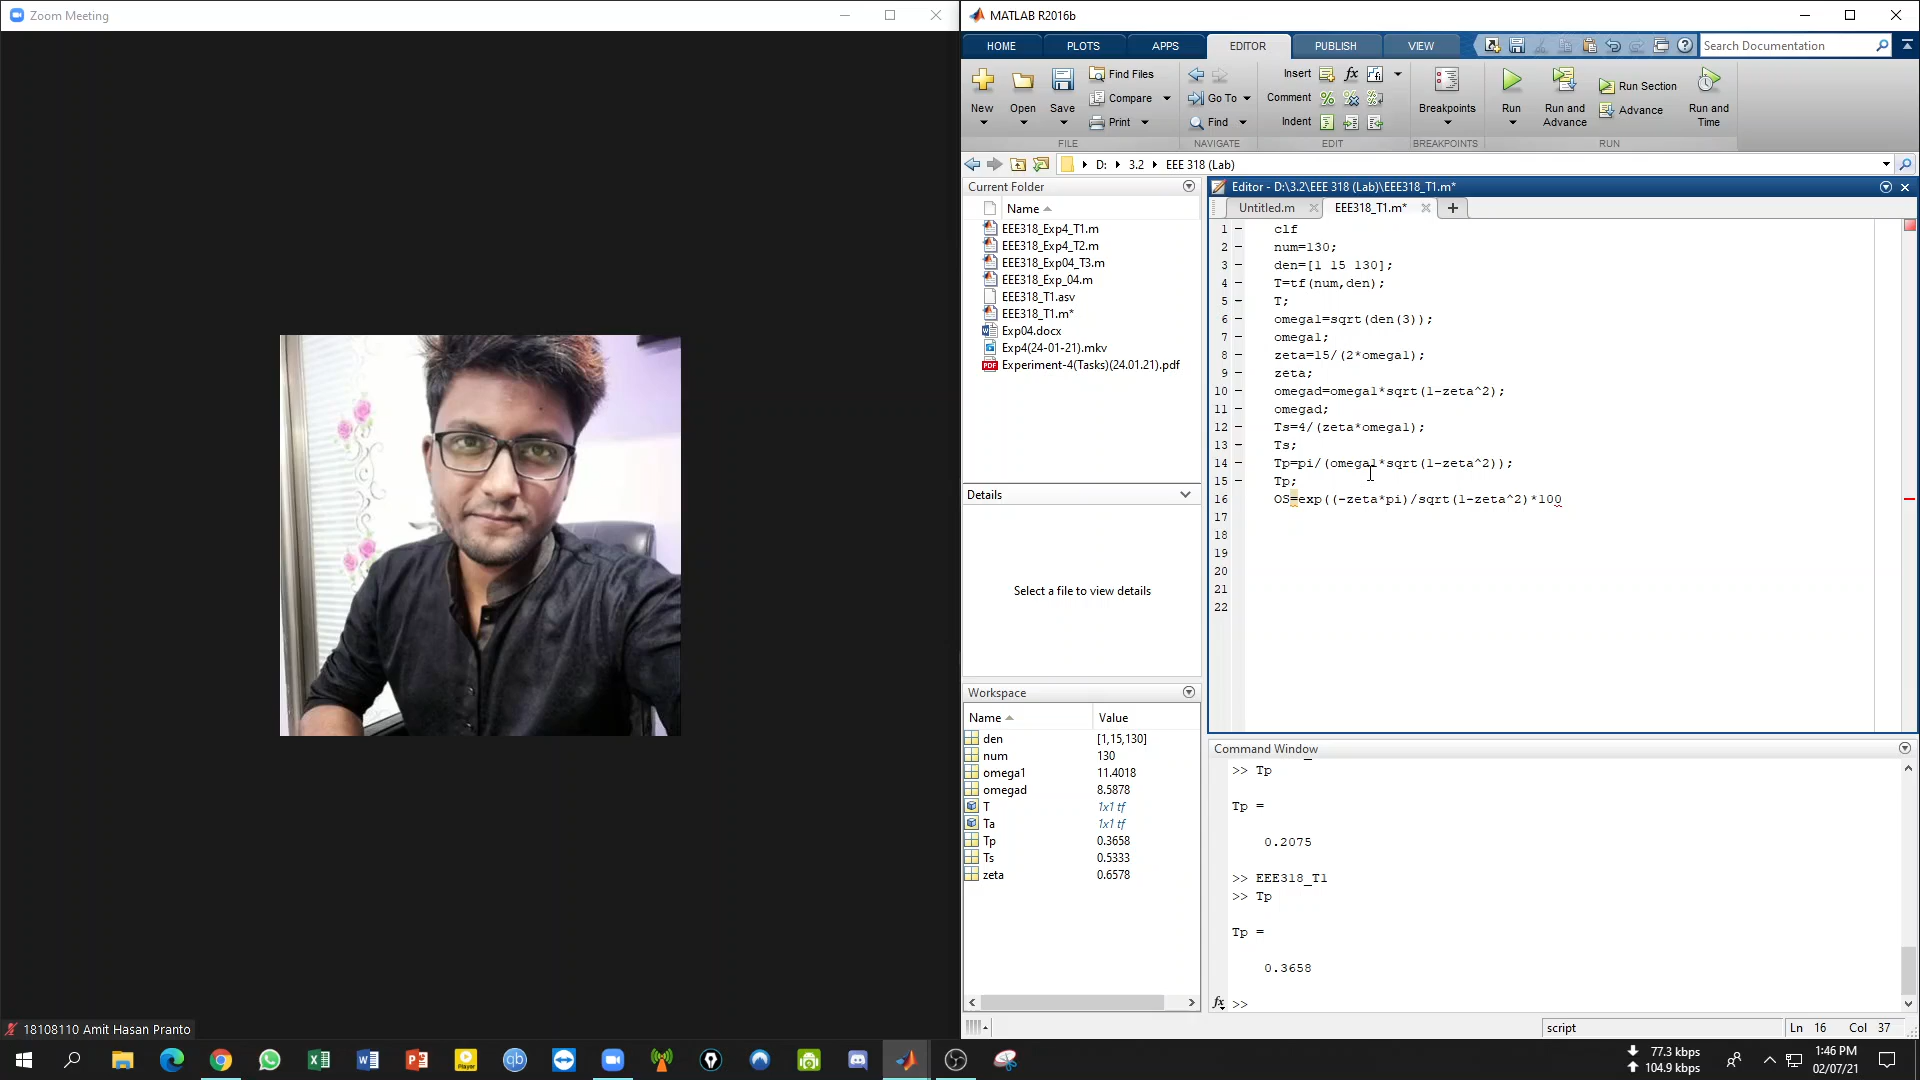 Zoom Meeting
MATLAB R2016b
HOME PLOTS APPS EDITOR PUBLISH VIEW Search Documentation
New Open Save Find Files Compare Print
FILE
Go To Find
NAVIGATE
Insert fx
Comment
Indent
EDIT
Breakpoints
BREAKPOINTS
Run Run and Advance Run Section Advance Run and Time
RUN
D: 3.2 EEE 318 (Lab)
Current Folder
Name
EEE318_Exp4_T1.m
EEE318_Exp4_T2.m
EEE318_Exp04_T3.m
EEE318_Exp_04.m
EEE318_T1.asv
EEE318_T1.m*
Exp04.docx
Exp4(24-01-21).mkv
Experiment-4(Tasks)(24.01.21).pdf
Details
Select a file to view details
Workspace
Name Value
den [1,15,130]
num 130
omega1 11.4018
omegad 8.5878
T 1x1 tf
Ta 1x1 tf
Tp 0.3658
Ts 0.5333
zeta 0.6578
Editor - D:\3.2\EEE 318 (Lab)\EEE318_T1.m*
Untitled.m EEE318_T1.m*
1 clf
2 num=130;
3 den=[1 15 130];
4 T=tf(num,den);
5 T;
6 omega1=sqrt(den(3));
7 omega1;
8 zeta=15/(2*omega1);
9 zeta;
10 omegad=omega1*sqrt(1-zeta^2);
11 omegad;
12 Ts=4/(zeta*omega1);
13 Ts;
14 Tp=pi/(omega1*sqrt(1-zeta^2));
15 Tp;
16 OS=exp((-zeta*pi)/sqrt(1-zeta^2)*100
17
18
19
20
21
22
Command Window
>> Tp
Tp =
0.2075
>> EEE318_T1
>> Tp
Tp =
0.3658
fx >>
script Ln 16 Col 37
18108110 Amit Hasan Pranto
77.3 kbps
104.9 kbps
1:46 PM
02/07/21